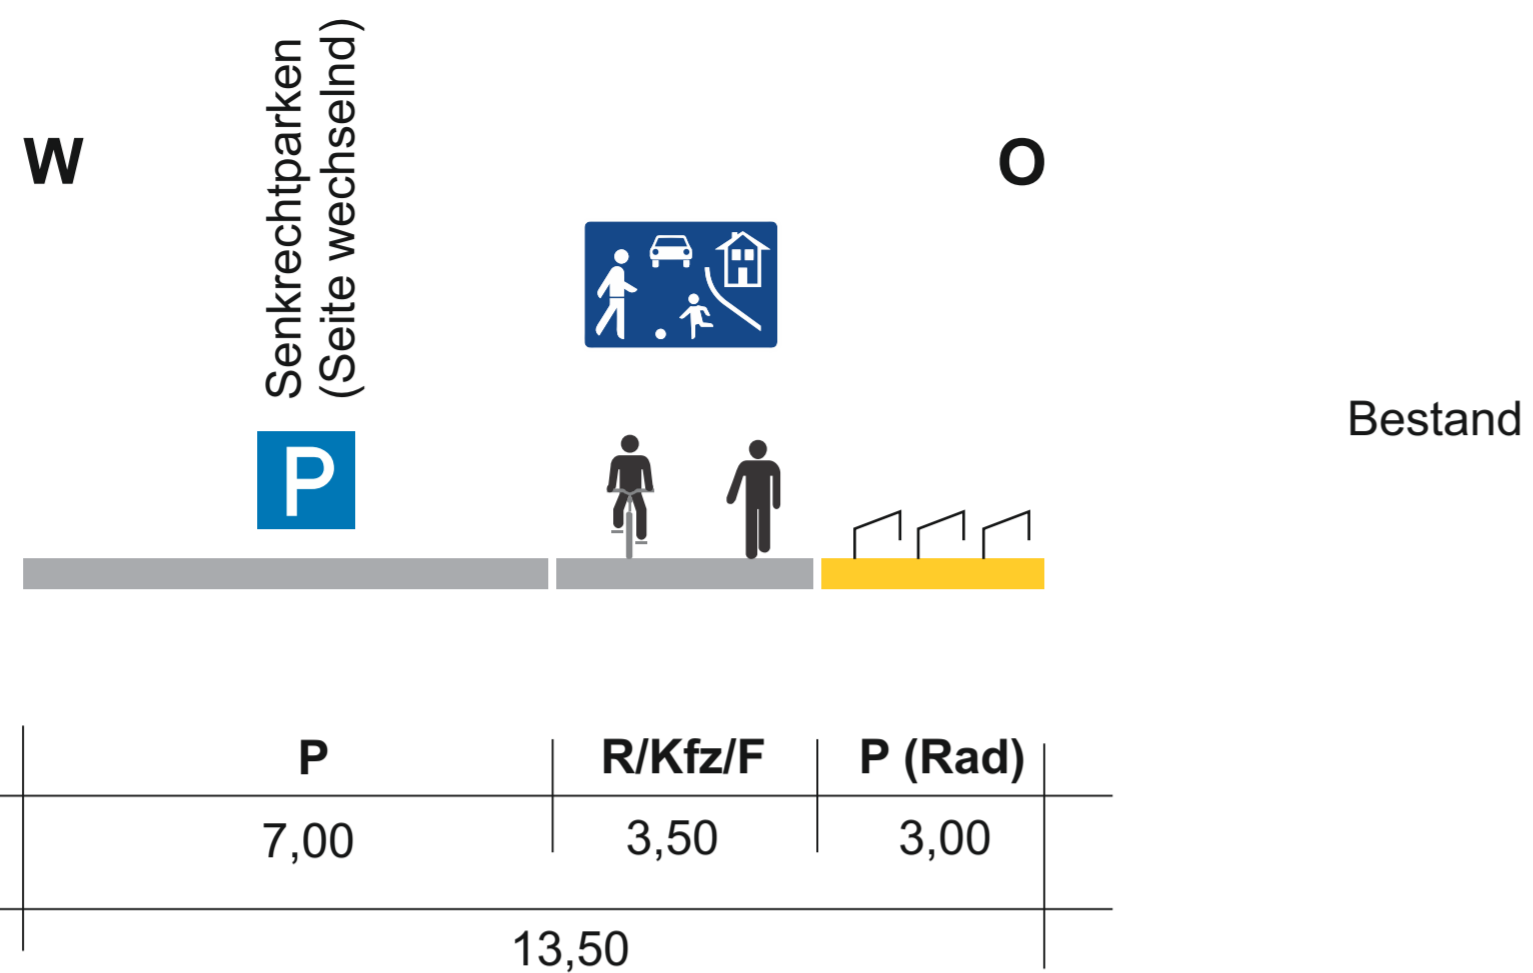 Senkrechtparken
(Seite wechselnd)
W
O
Bestand
P
P
R/Kfz/F
P (Rad)
7,00
3,50
3,00
13,50